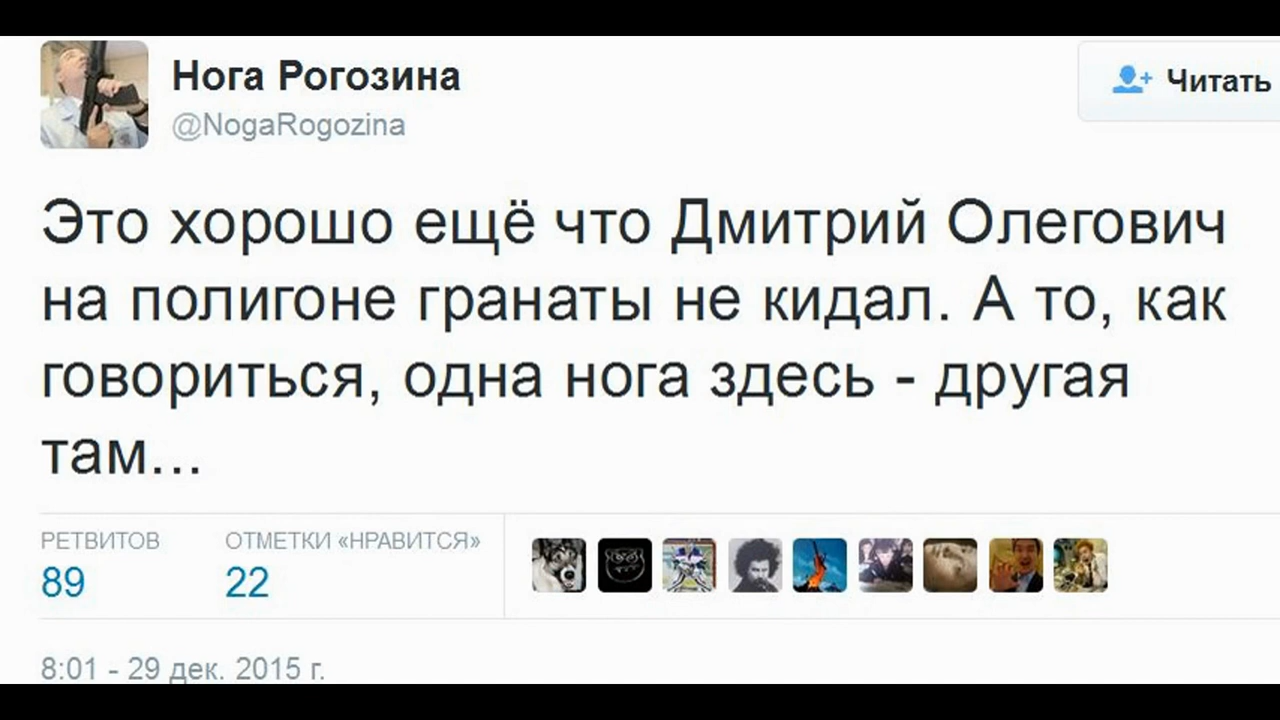 Нога Рогозина
@NogaRogozina
Читать
Это хорошо ещё что Дмитрий Олегович
на полигоне гранаты не кидал. А то, как
говориться, одна нога здесь - другая
там...
РЕТВИТОВ
89
ОТМЕТКИ «НРАВИТСЯ»
22
8:01 - 29 дек. 2015 г.